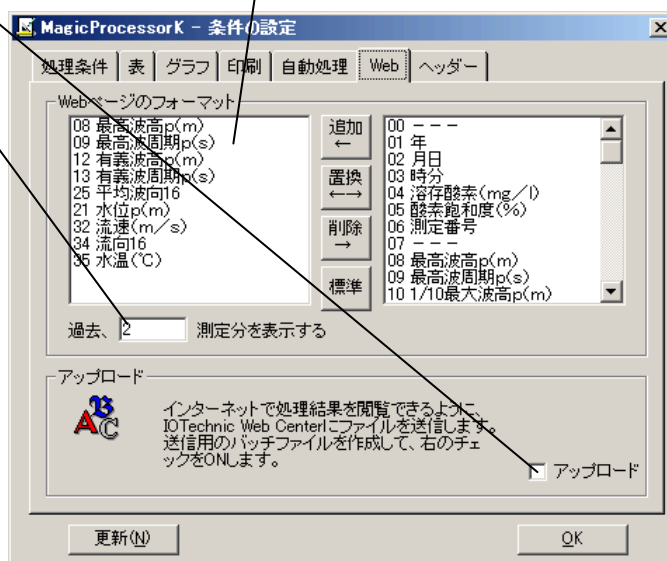 MagicProcessorK - 条件の設定
処理条件 表 グラフ 印刷 自動処理 Web ヘッダー
Webページのフォーマット
08 最高波高p(m)
09 最高波周期p(s)
12 有義波高p(m)
13 有義波周期p(s)
25 平均波向16
21 水位p(m)
32 流速(m/s)
34 流向16
35 水温(℃)
追加
←
置換
←→
削除
→
標準
00 ---
01 年
02 月日
03 時分
04 溶存酸素(mg/l)
05 酸素飽和度(%)
06 測定番号
07 ---
08 最高波高p(m)
09 最高波周期p(s)
10 1/10最大波高p(m)
過去、 2 測定分を表示する
アップロード
インターネットで処理結果を閲覧できるように、
IOTechnic Web Centerにファイルを送信します。
送信用のバッチファイルを作成して、右のチェ
ックをONします。
アップロード
更新(N) OK